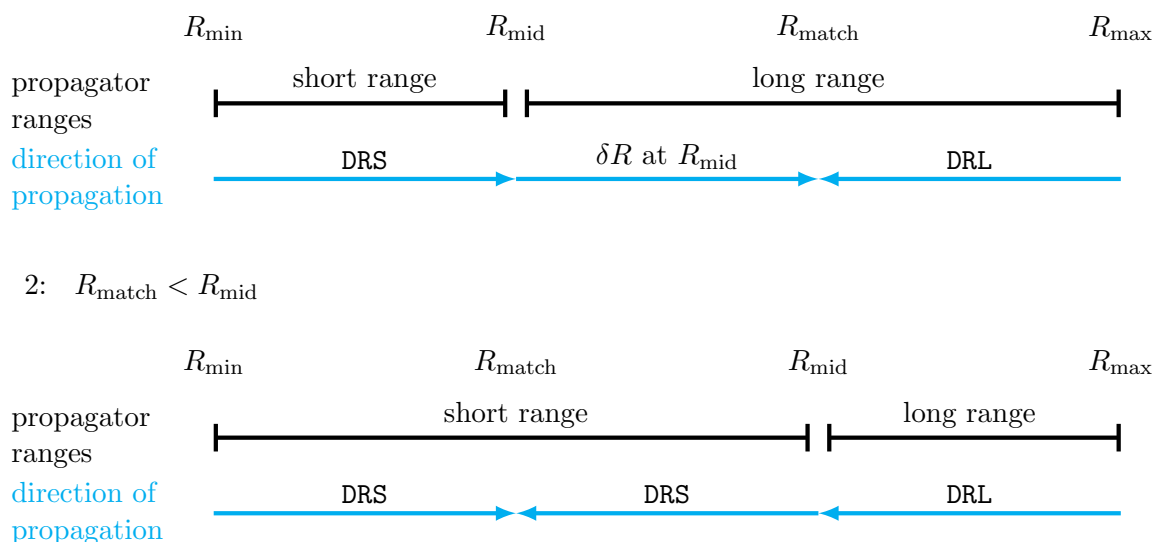 R_min R_mid R_match R_max
propagator short range long range
ranges
direction of DRS δR at R_mid DRL
propagation
2: R_match < R_mid
R_min R_match R_mid R_max
propagator short range long range
ranges
direction of DRS DRS DRL
propagation